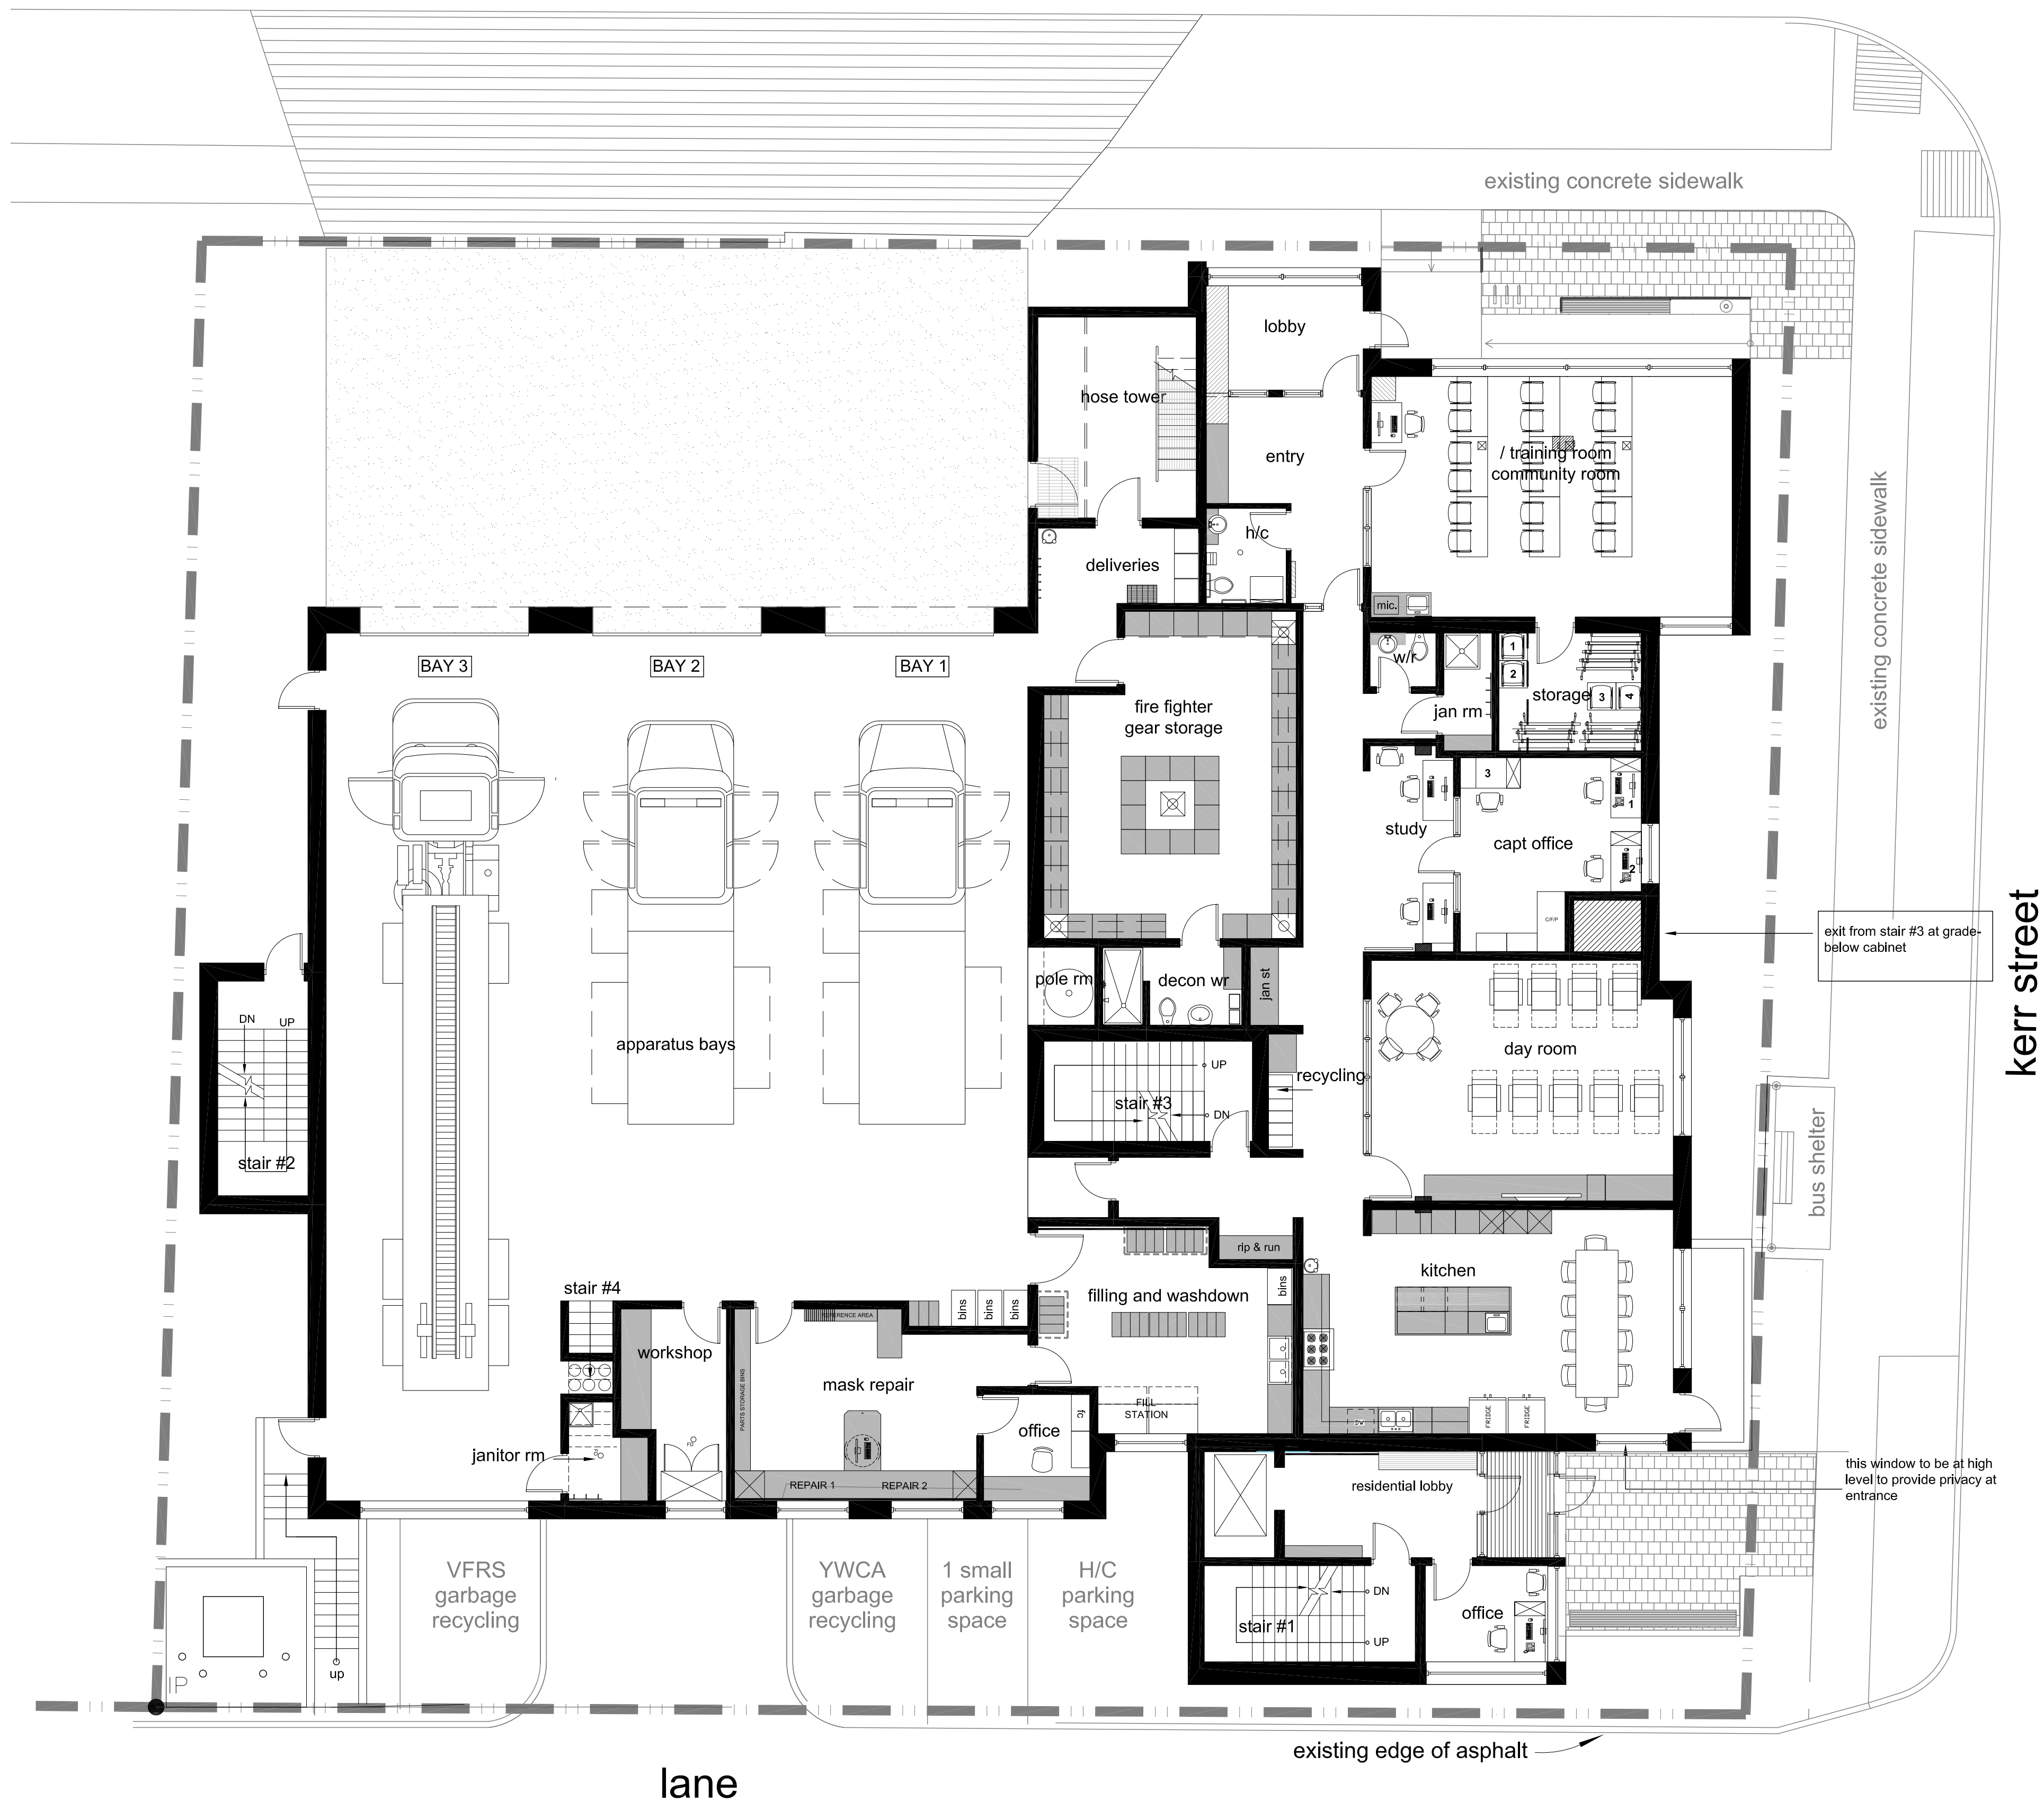 existing concrete sidewalk
lobby
hose tower
entry
/ training room
community room
h/c
deliveries
mic.
existing concrete sidewalk
BAY 3
BAY 2
BAY 1
w/r
1
2
storage
3
4
jan rm
fire fighter
gear storage
3
1
study
capt office
2
C/F/P
exit from stair #3 at grade-
below cabinet
kerr street
pole rm
decon wr
jan st
DN
UP
apparatus bays
day room
UP
recycling
stair #3
DN
stair #2
bus shelter
rip & run
kitchen
stair #4
bins
bins
bins
bins
filling and washdown
workshop
mask repair
PARTS STORAGE BINS
FILL
STATION
fc
office
FRIDGE
FRIDGE
janitor rm
REPAIR 1
REPAIR 2
residential lobby
this window to be at high
level to provide privacy at
entrance
VFRS
garbage
recycling
YWCA
garbage
recycling
1 small
parking
space
H/C
parking
space
DN
stair #1
UP
office
up
IP
existing edge of asphalt
lane